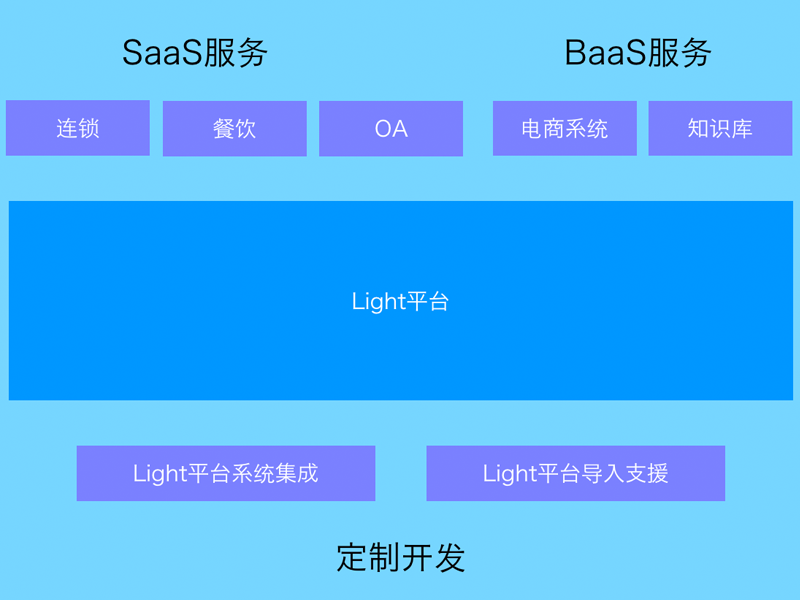 SaaS服务
BaaS服务
连锁
餐饮
OA
电商系统
知识库
Light平台
Light平台系统集成
Light平台导入支援
定制开发